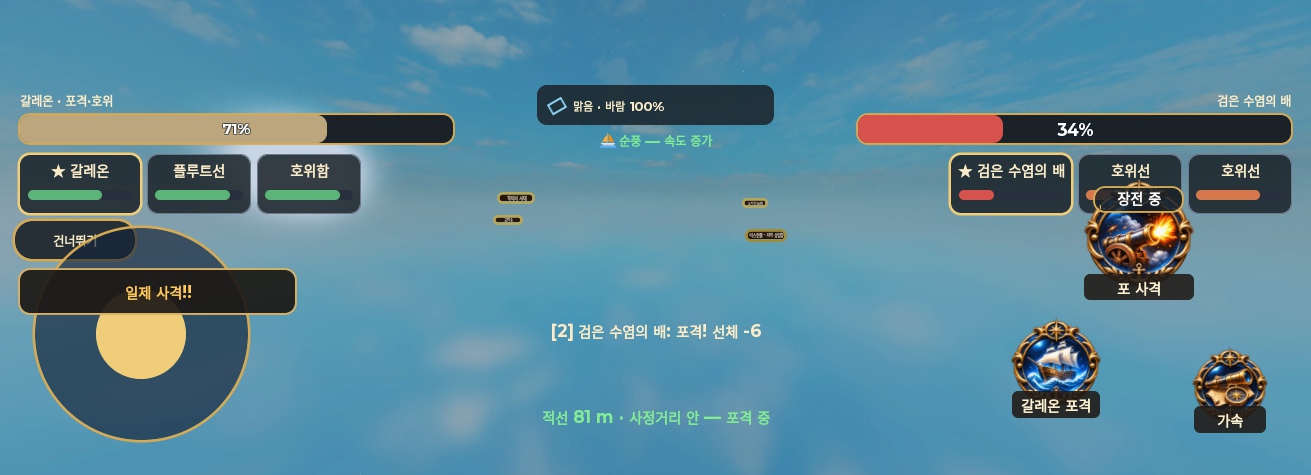 갈레온 · 포격·호위
71%
맑음 · 바람 100%
순풍 — 속도 증가
검은 수염의 배
34%
★ 갈레온
플루트선
호위함
★ 검은 수염의 배
호위선
호위선
장전 중
건너뛰기
일제 사격!!
포 사격
[2] 검은 수염의 배: 포격! 선체 -6
갈레온 포격
가속
적선 81 m · 사정거리 안 — 포격 중